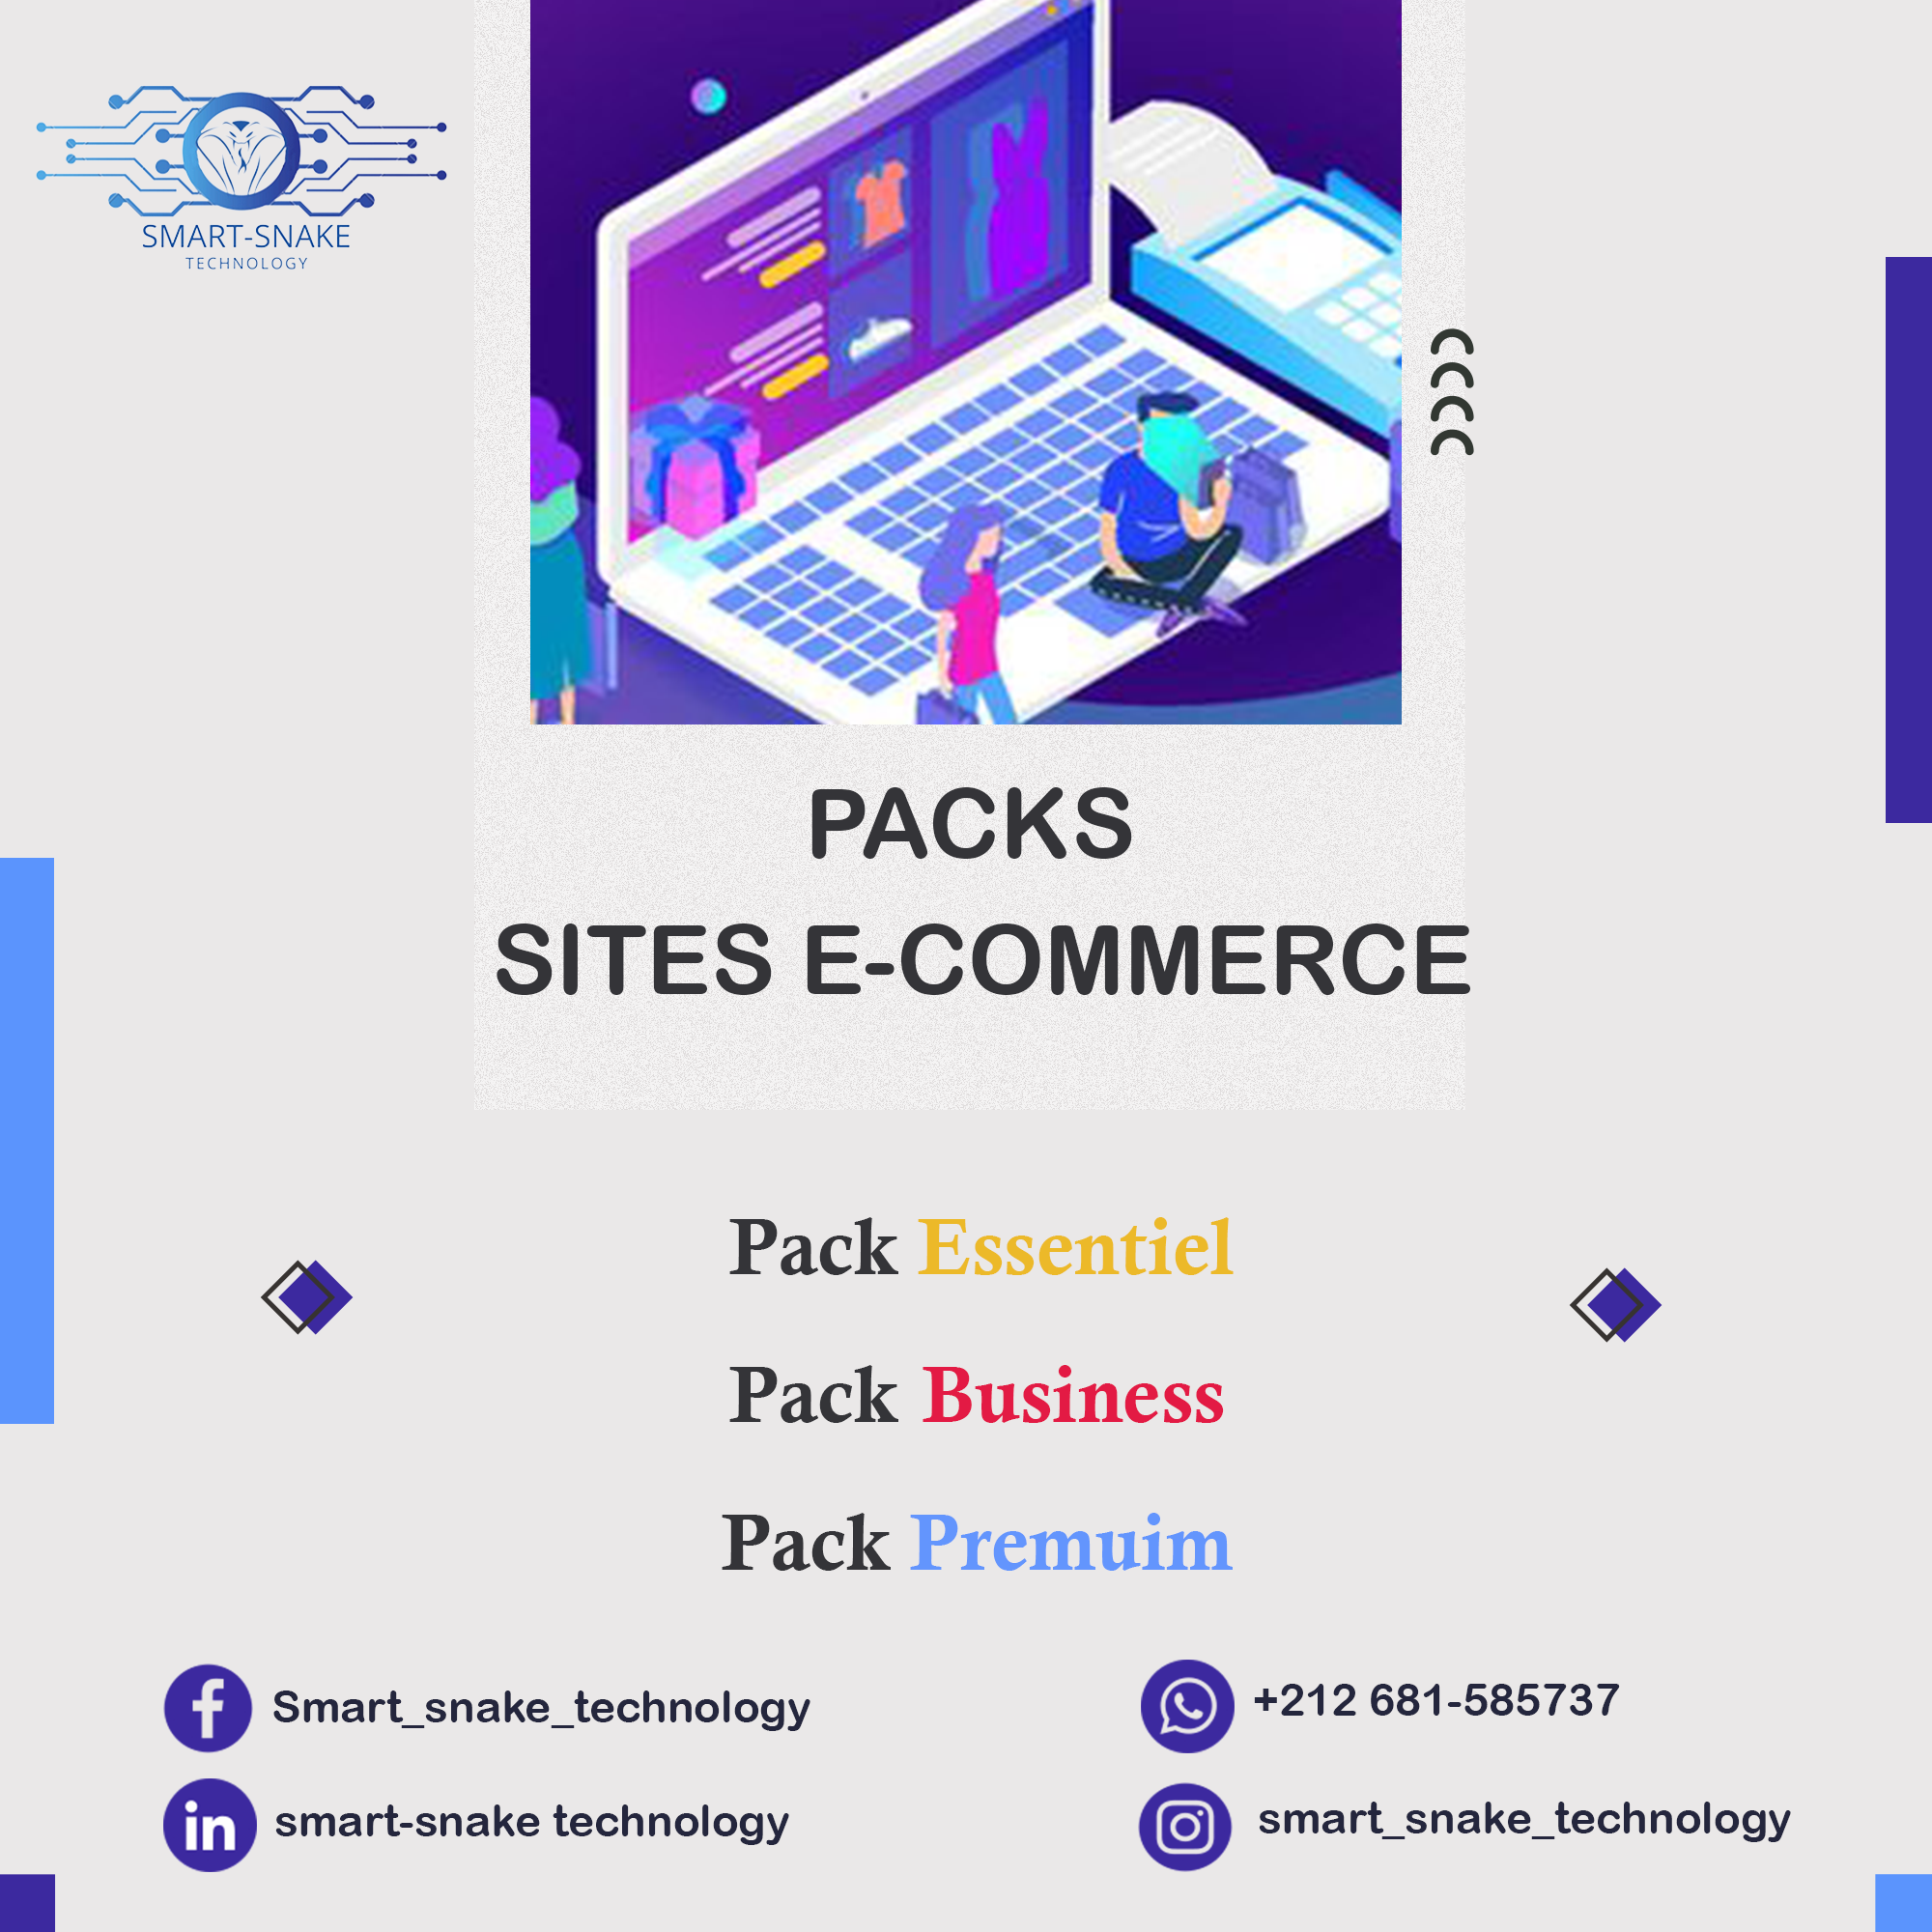 SMART-SNAKE
TECHNOLOGY
PACKS
SITES E-COMMERCE
Pack Essentiel
Pack Business
Pack Premuim
Smart_snake_technology
+212 681-585737
smart-snake technology
smart_snake_technology